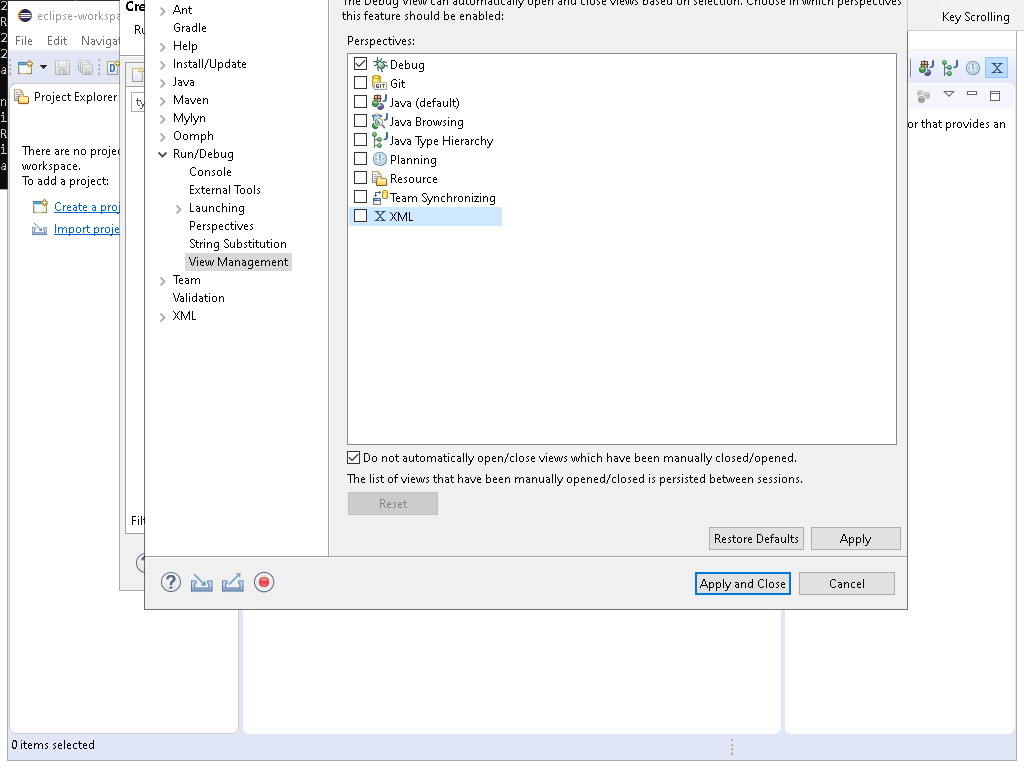 eclipse-workspa
File
Edit
Naviga
Cre
Ru
Key Scrolling
Project Explorer
There are no projec
workspace.
To add a project:
Create a proj
Import proje
ty
Filt
Ant
Gradle
Help
Install/Update
Java
Maven
Mylyn
Oomph
Run/Debug
Console
External Tools
Launching
Perspectives
String Substitution
View Management
Team
Validation
XML
The Debug View can automatically open and close views based on selection. Choose in which perspectives
this feature should be enabled:
Perspectives:
Debug
GIT Git
Java (default)
Java Browsing
Java Type Hierarchy
Planning
Resource
Team Synchronizing
X XML
Do not automatically open/close views which have been manually closed/opened.
The list of views that have been manually opened/closed is persisted between sessions.
Reset
Restore Defaults
Apply
Apply and Close
Cancel
X
or that provides an
0 items selected